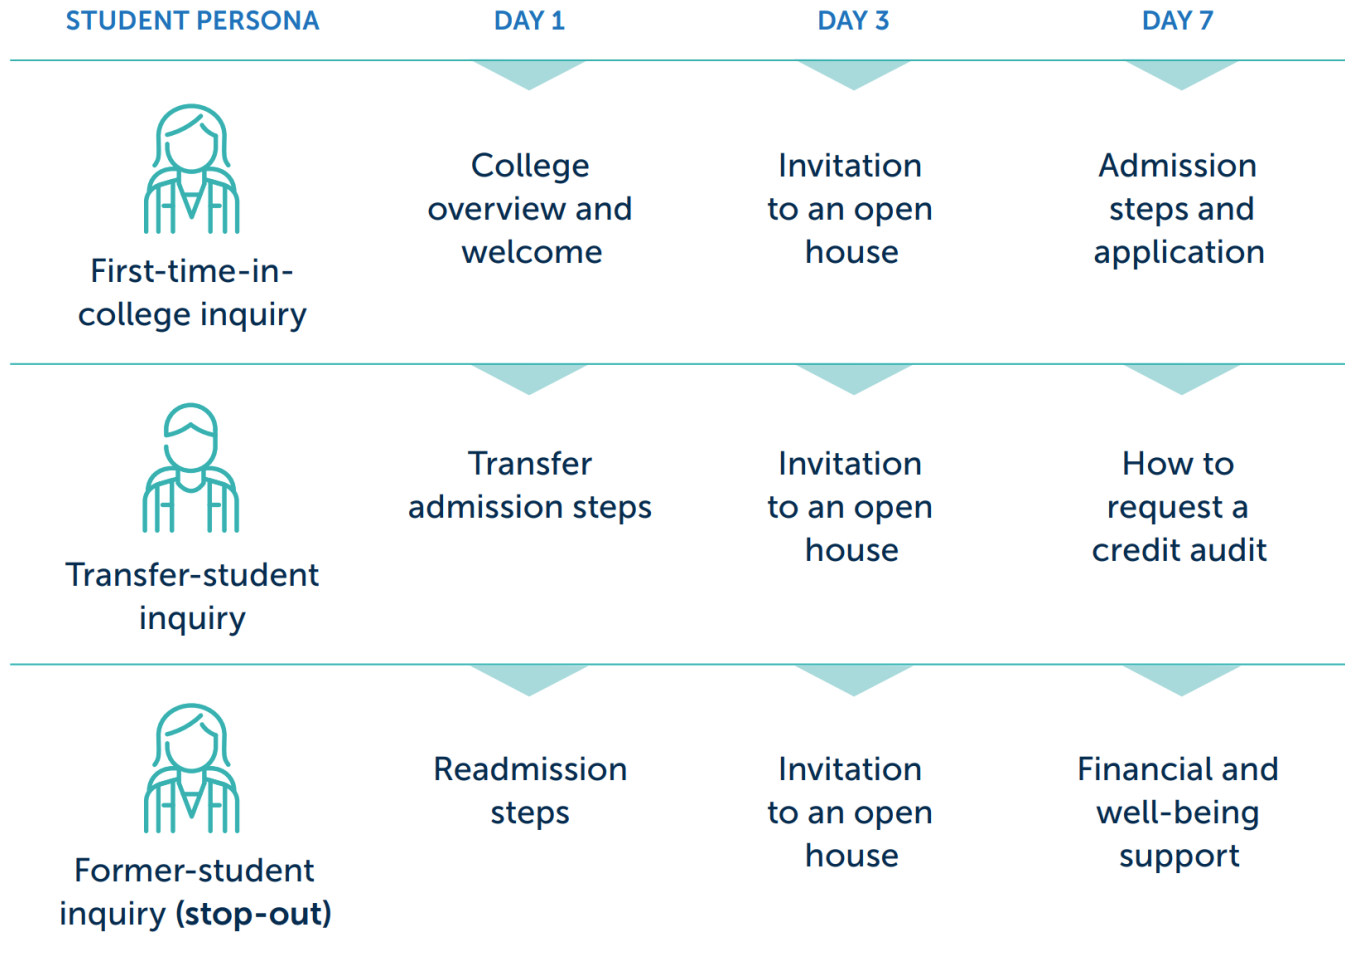 STUDENT PERSONA DAY 1 DAY 3 DAY 7
First-time-in-
college inquiry
College
overview and
welcome
Invitation
to an open
house
Admission
steps and
application
Transfer-student
inquiry
Transfer
admission steps
Invitation
to an open
house
How to
request a
credit audit
Former-student
inquiry (stop-out)
Readmission
steps
Invitation
to an open
house
Financial and
well-being
support